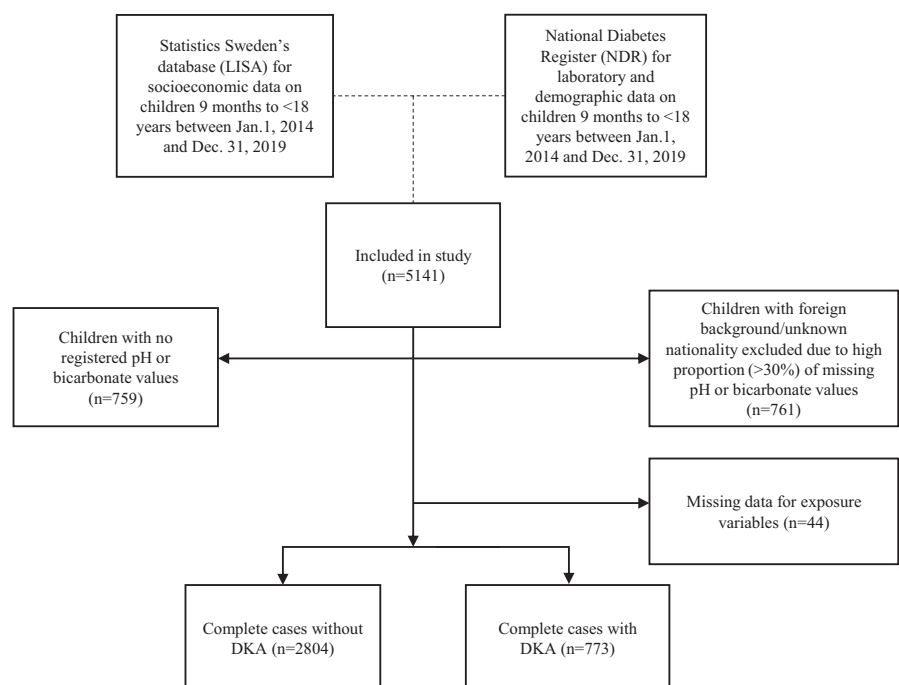 Statistics Sweden's
database (LISA) for
socioeconomic data on
children 9 months to <18
years between Jan.1, 2014
and Dec. 31, 2019
National Diabetes
Register (NDR) for
laboratory and
demographic data on
children 9 months to <18
years between Jan.1,
2014 and Dec. 31, 2019
Included in study
(n=5141)
Children with no
registered pH or
bicarbonate values
(n=759)
Children with foreign
background/unknown
nationality excluded due to high
proportion (>30%) of missing
pH or bicarbonate values
(n=761)
Missing data for exposure
variables (n=44)
Complete cases without
DKA (n=2804)
Complete cases with
DKA (n=773)